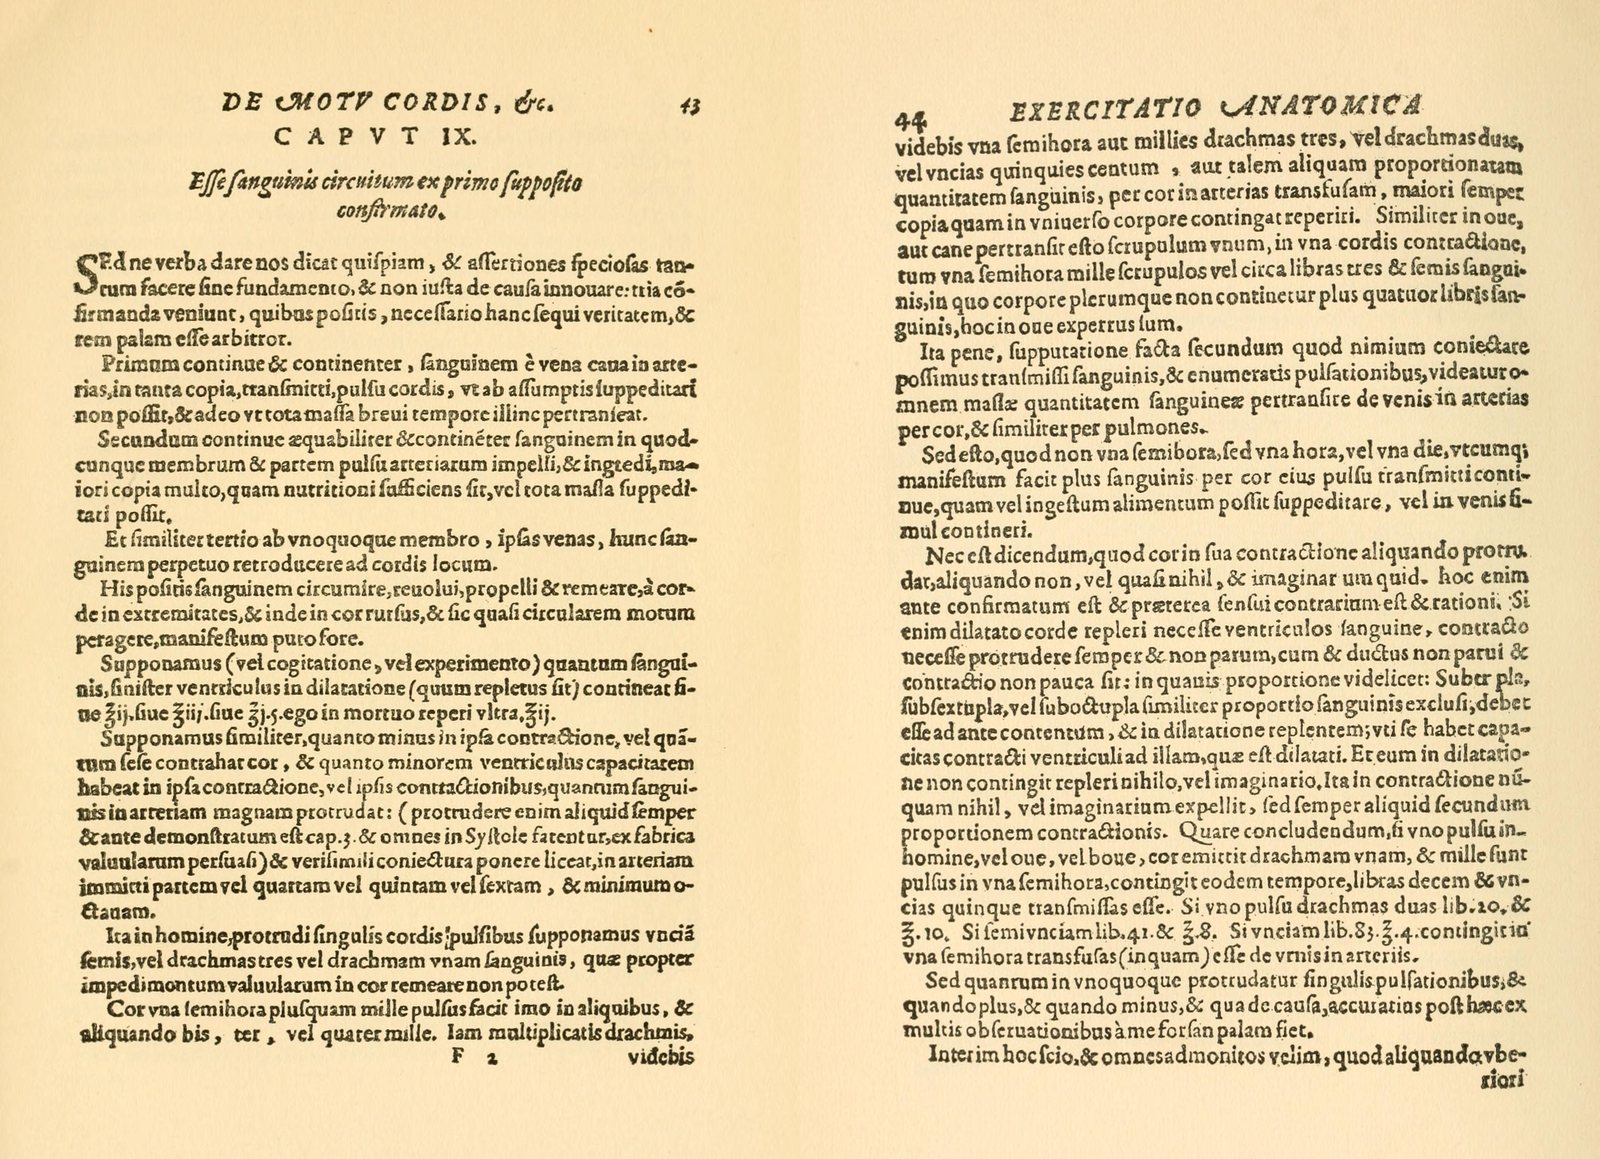 DE MOTV CORDIS, &c. 43
CAPVT IX.
Esse sanguinis circuitum ex primo supposito
confirmato.
SEd ne verba dare nos dicat quispiam, & assertiones speciosas tan-
tum facere sine fundamento, & non iusta de causa innouare: tria cō-
firmanda veniunt, quibus positis, necessario hanc sequi veritatem, &
rem palam esse arbitror.
Primum continue & continenter, sanguinem è vena caua in arte-
rias, in tanta copia, transmitti, pulsu cordis, vt ab assumptis suppeditari
non possit, & adeo vt tota massa breui tempore illinc pertranseat.
Secundum continue æquabiliter & continēter sanguinem in quod-
cunque membrum & partem pulsu arteriarum impelli, & ingredi, ma-
iori copia multo, quam nutritioni sufficiens sit, vel tota massa suppedi-
tati possit.
Et similiter tertio ab vnoquoque membro, ipsas venas, hunc san-
guinem perpetuo retroducere ad cordis locum.
His positis sanguinem circumire, reuolui, propelli & remeare, à cor-
de in extremitates, & inde in cor rursus, & sic quasi circularem motum
peragere, manifestum puto fore.
Supponamus (vel cogitatione, vel experimento) quantum sangui-
nis, sinister ventriculus in dilatatione (quum repletus sit) contineat si-
ue ℥ij. siue ℥iij. siue ℥j.5. ego in mortuo reperi vltra, ℥ij.
Supponamus similiter, quanto minus in ipsa contractione, vel quā-
tum sese contrahat cor, & quanto minorem ventriculus capacitatem
habeat in ipsa contractione, vel ipsis contractionibus, quantum sangui-
nis in arteriam magnam protrudat: (protrudere enim aliquid semper
& ante demonstratum est cap.3. & omnes in Systole fatentur, ex fabrica
valuularum persuasi) & verisimili coniectura ponere liceat, in arteriam
immitti partem vel quartam vel quintam vel sextam, & minimum o-
ctauam.
Ita in homine, protrudi singulis cordis pulsibus supponamus vnciā
semis, vel drachmas tres vel drachmam vnam sanguinis, quæ propter
impedimontum valuularum in cor remeare non potest.
Cor vna semihora plusquam mille pulsus facit imo in aliquibus, &
aliquando bis, ter, vel quater mille. Iam multiplicatis drachmis,
F 2 videbis
44 EXERCITATIO ANATOMICA
videbis vna semihora aut millies drachmas tres, vel drachmas duas,
vel vncias quinquies centum, aut talem aliquam proportionatam
quantitatem sanguinis, per cor in arterias transfusam, maiori semper
copia quam in vniuerso corpore contingat reperiri. Similiter in oue,
aut cane pertransit esto scrupulum vnum, in vna cordis contractione,
tum vna semihora mille scrupulos vel circa libras tres & semis sangui-
nis, in quo corpore plerumque non continetur plus quatuor libris san-
guinis, hoc in oue expertus sum.
Ita pene, supputatione facta secundum quod nimium coniectare
possimus transmissi sanguinis, & enumeratis pulsationibus, videatur o-
mnem massæ quantitatem sanguineæ pertransire de venis in arterias
per cor, & similiter per pulmones.
Sed esto, quod non vna semihora, sed vna hora, vel vna die, vtcumq;
manifestum facit plus sanguinis per cor eius pulsu transmitti conti-
nue, quam vel ingestum alimentum possit suppeditare, vel in venis si-
mul contineri.
Nec est dicendum, quod cor in sua contractione aliquando protru
dat, aliquando non, vel quasi nihil, & imaginar um quid. hoc enim
ante confirmatum est & præterea sensui contrarium est & rationi. Si
enim dilatato corde repleri necesse ventriculos sanguine, contracto
necesse protrudere semper & non parum, cum & ductus non parui &
contractio non pauca sit: in quauis proportione videlicet: Subtr pla,
subsextupla, vel suboctupla similiter proportio sanguinis exclusi, debet
esse ad ante contentum, & in dilatatione replentem; vti se habet capa-
citas contracti ventriculi ad illam, quæ est dilatati. Et eum in dilatatio-
ne non contingit repleri nihilo, vel imaginario, Ita in contractione nū-
quam nihil, vel imaginarium expellit, sed semper aliquid secundum
proportionem contractionis. Quare concludendum, si vno pulsu in-
homine, vel oue, vel boue, cor emittit drachmam vnam, & mille sunt
pulsus in vna semihora, contingit eodem tempore, libras decem & vn-
cias quinque transmissas esse. Si vno pulsu drachmas duas lib.20. &
℥.10. Si semivnciam lib.41. & ℥.8. Si vnciam lib.83. ℥.4. contingit in
vna semihora transfusas (inquam) esse de vrnis in arteriis.
Sed quanrum in vnoquoque protrudatur singulis pulsationibus, &
quando plus, & quando minus, & qua de causa, accuratius post hæc ex
multis obseruationibus à me forsan palam fiet.
Interim hoc scio, & omnes admonitos velim, quod aliquando vbe-
riori